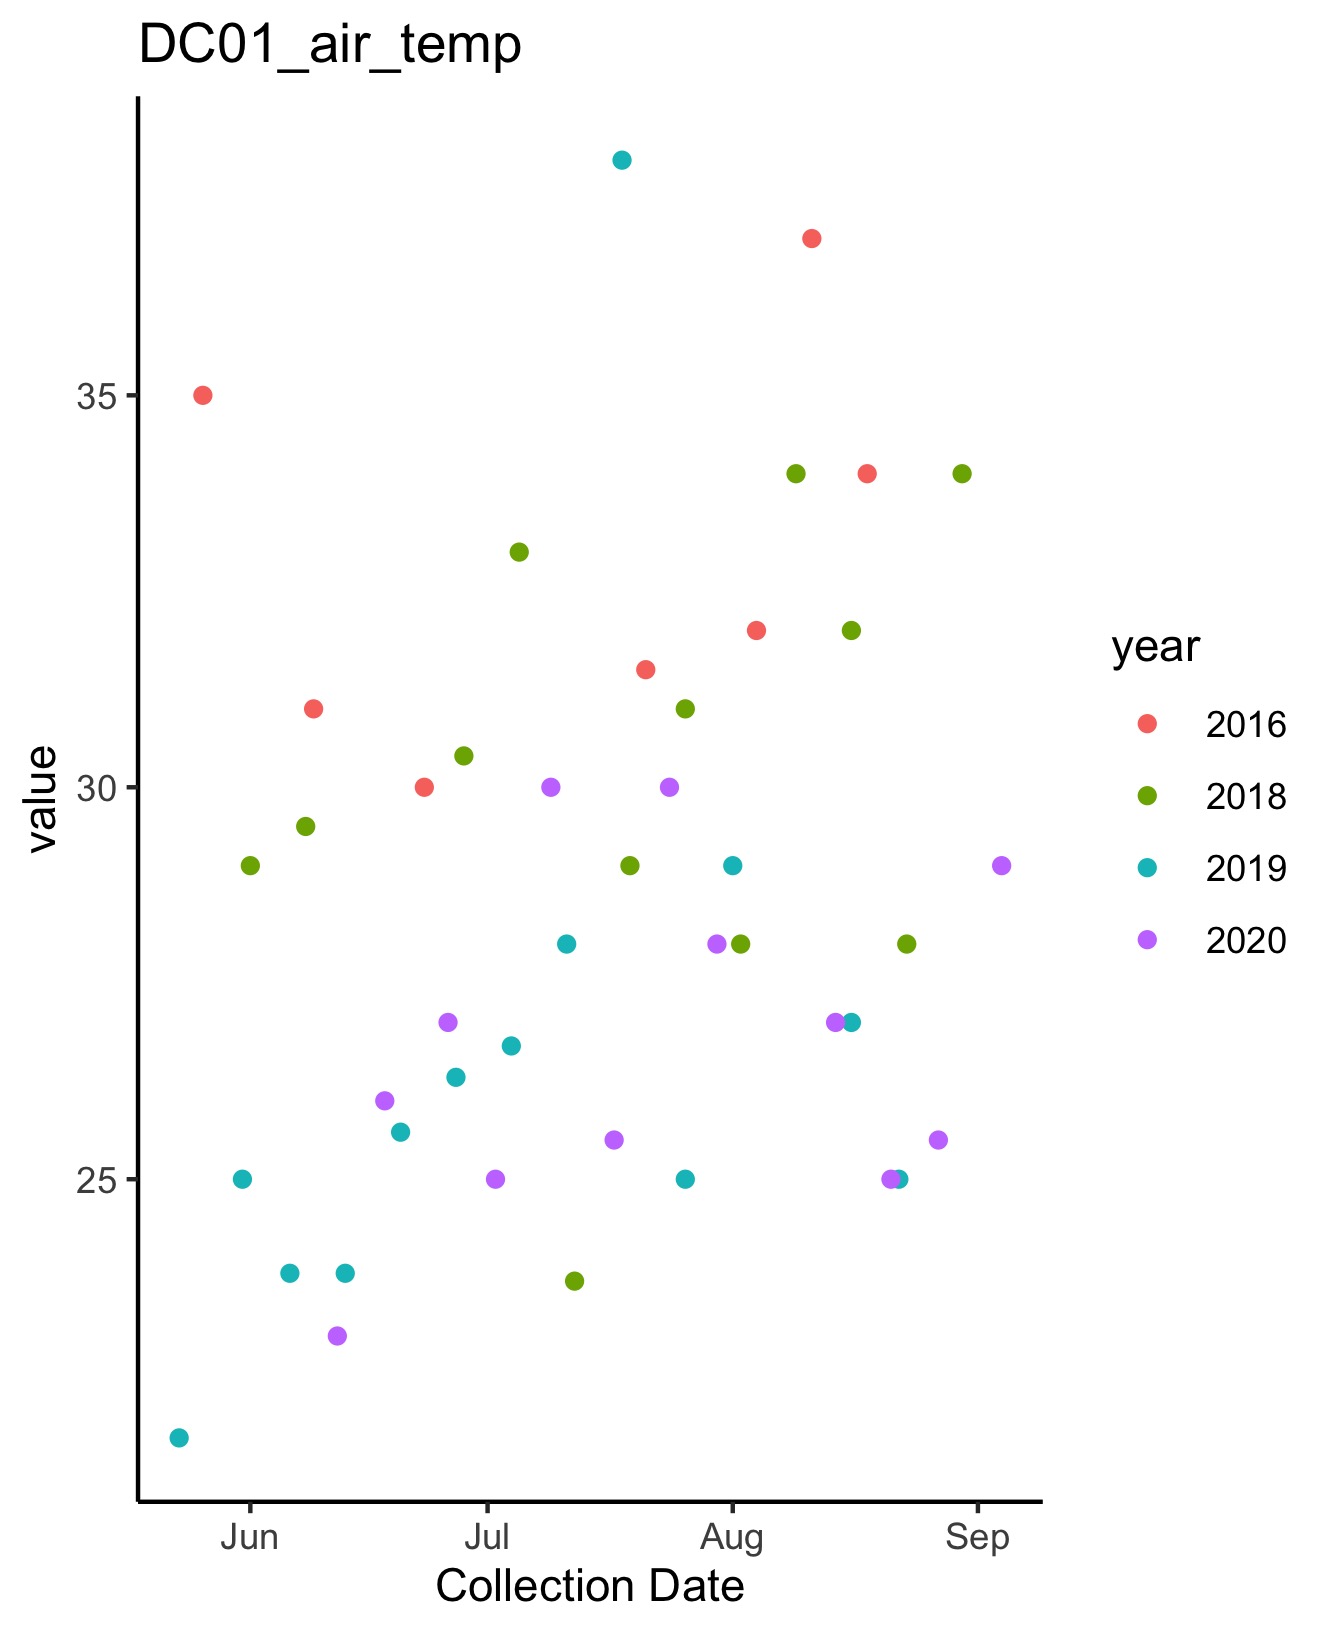 DC01_air_temp
35
30
25
value
Jun Jul Aug Sep
Collection Date
year
2016
2018
2019
2020